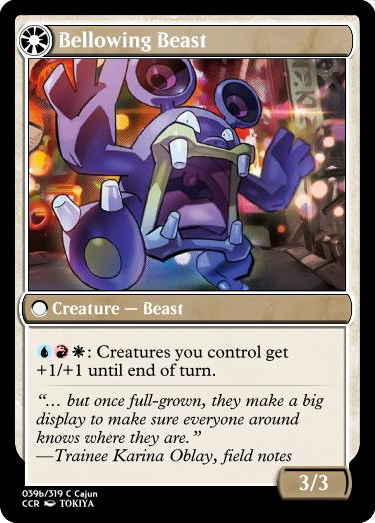 Bellowing Beast
Creature — Beast
: Creatures you control get
+1/+1 until end of turn.
“... but once full-grown, they make a big
display to make sure everyone around
knows where they are.”
—Trainee Karina Oblay, field notes
3/3
039b/319 C Cajun
CCR TOKIYA